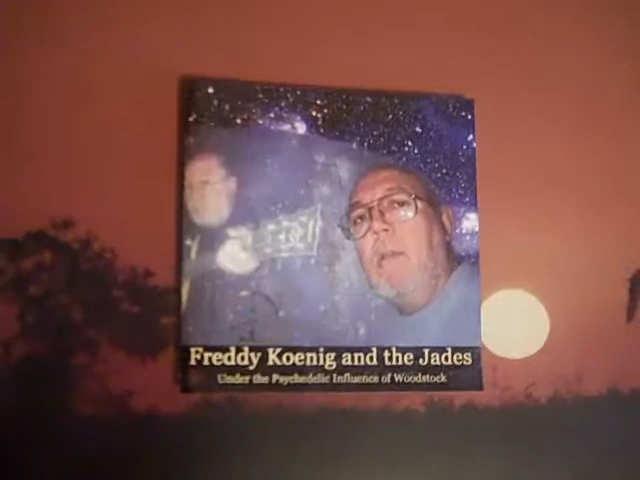 Freddy Koenig and the Jades
Under the Psychedelic Influence of Woodstock